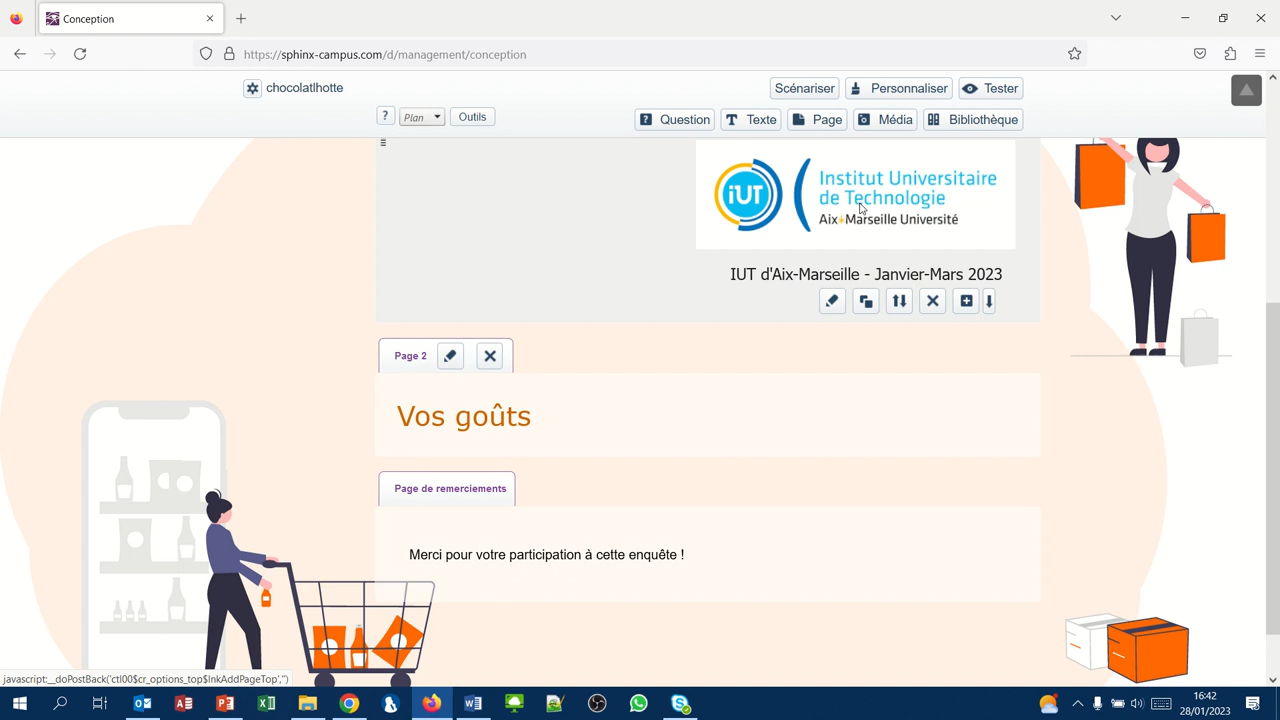 Conception
https://sphinx-campus.com/d/management/conception
chocolatlhotte
Scénariser
Personnaliser
Tester
?
Plan
Outils
Question
Texte
Page
Média
Bibliothèque
iUT
Institut Universitaire
de Technologie
Aix Marseille Université
IUT d'Aix-Marseille - Janvier-Mars 2023
Page 2
Vos goûts
Page de remerciements
Merci pour votre participation à cette enquête !
javascript:__doPostBack('ctl00$cr_options_top$lnkAddPageTop','')
16:42
28/01/2023